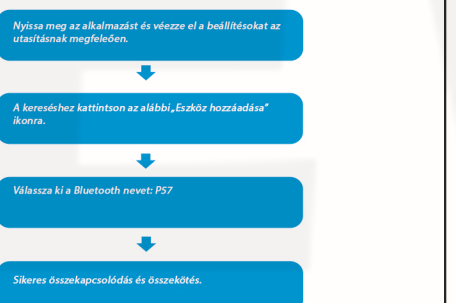 Nyissa meg az alkalmazást és véezze el a beállításokat az
utasításnak megfeleően.
A kereséshez kattintson az alábbi „Eszköz hozzáadása”
ikonra.
Válassza ki a Bluetooth nevet: P57
Sikeres összekapcsolódás és összekötés.